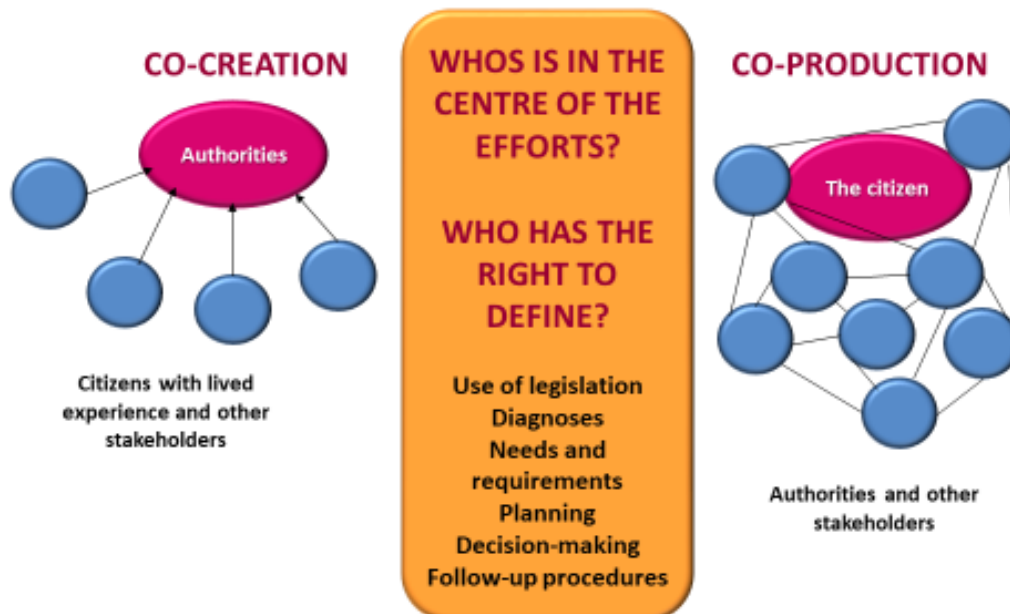 CO-CREATION
Authorities
Citizens with lived
experience and other
stakeholders
WHOS IS IN THE
CENTRE OF THE
EFFORTS?
WHO HAS THE
RIGHT TO
DEFINE?
Use of legislation
Diagnoses
Needs and
requirements
Planning
Decision-making
Follow-up procedures
CO-PRODUCTION
The citizen
Authorities and other
stakeholders